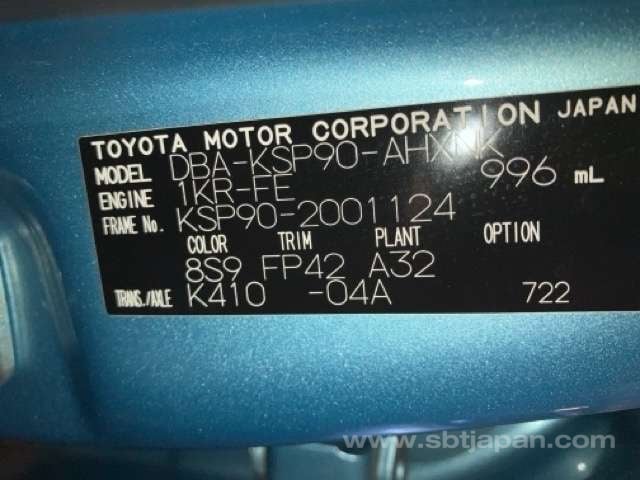 TOYOTA MOTOR CORPORATION JAPAN
MODEL DBA-KSP90-AHXNK
ENGINE 1KR-FE 996 mL
FRAME No. KSP90-2001124
COLOR TRIM PLANT OPTION
8S9 FP42 A32
TRANS./AXLE K410 -04A 722
www.sbtjapan.com